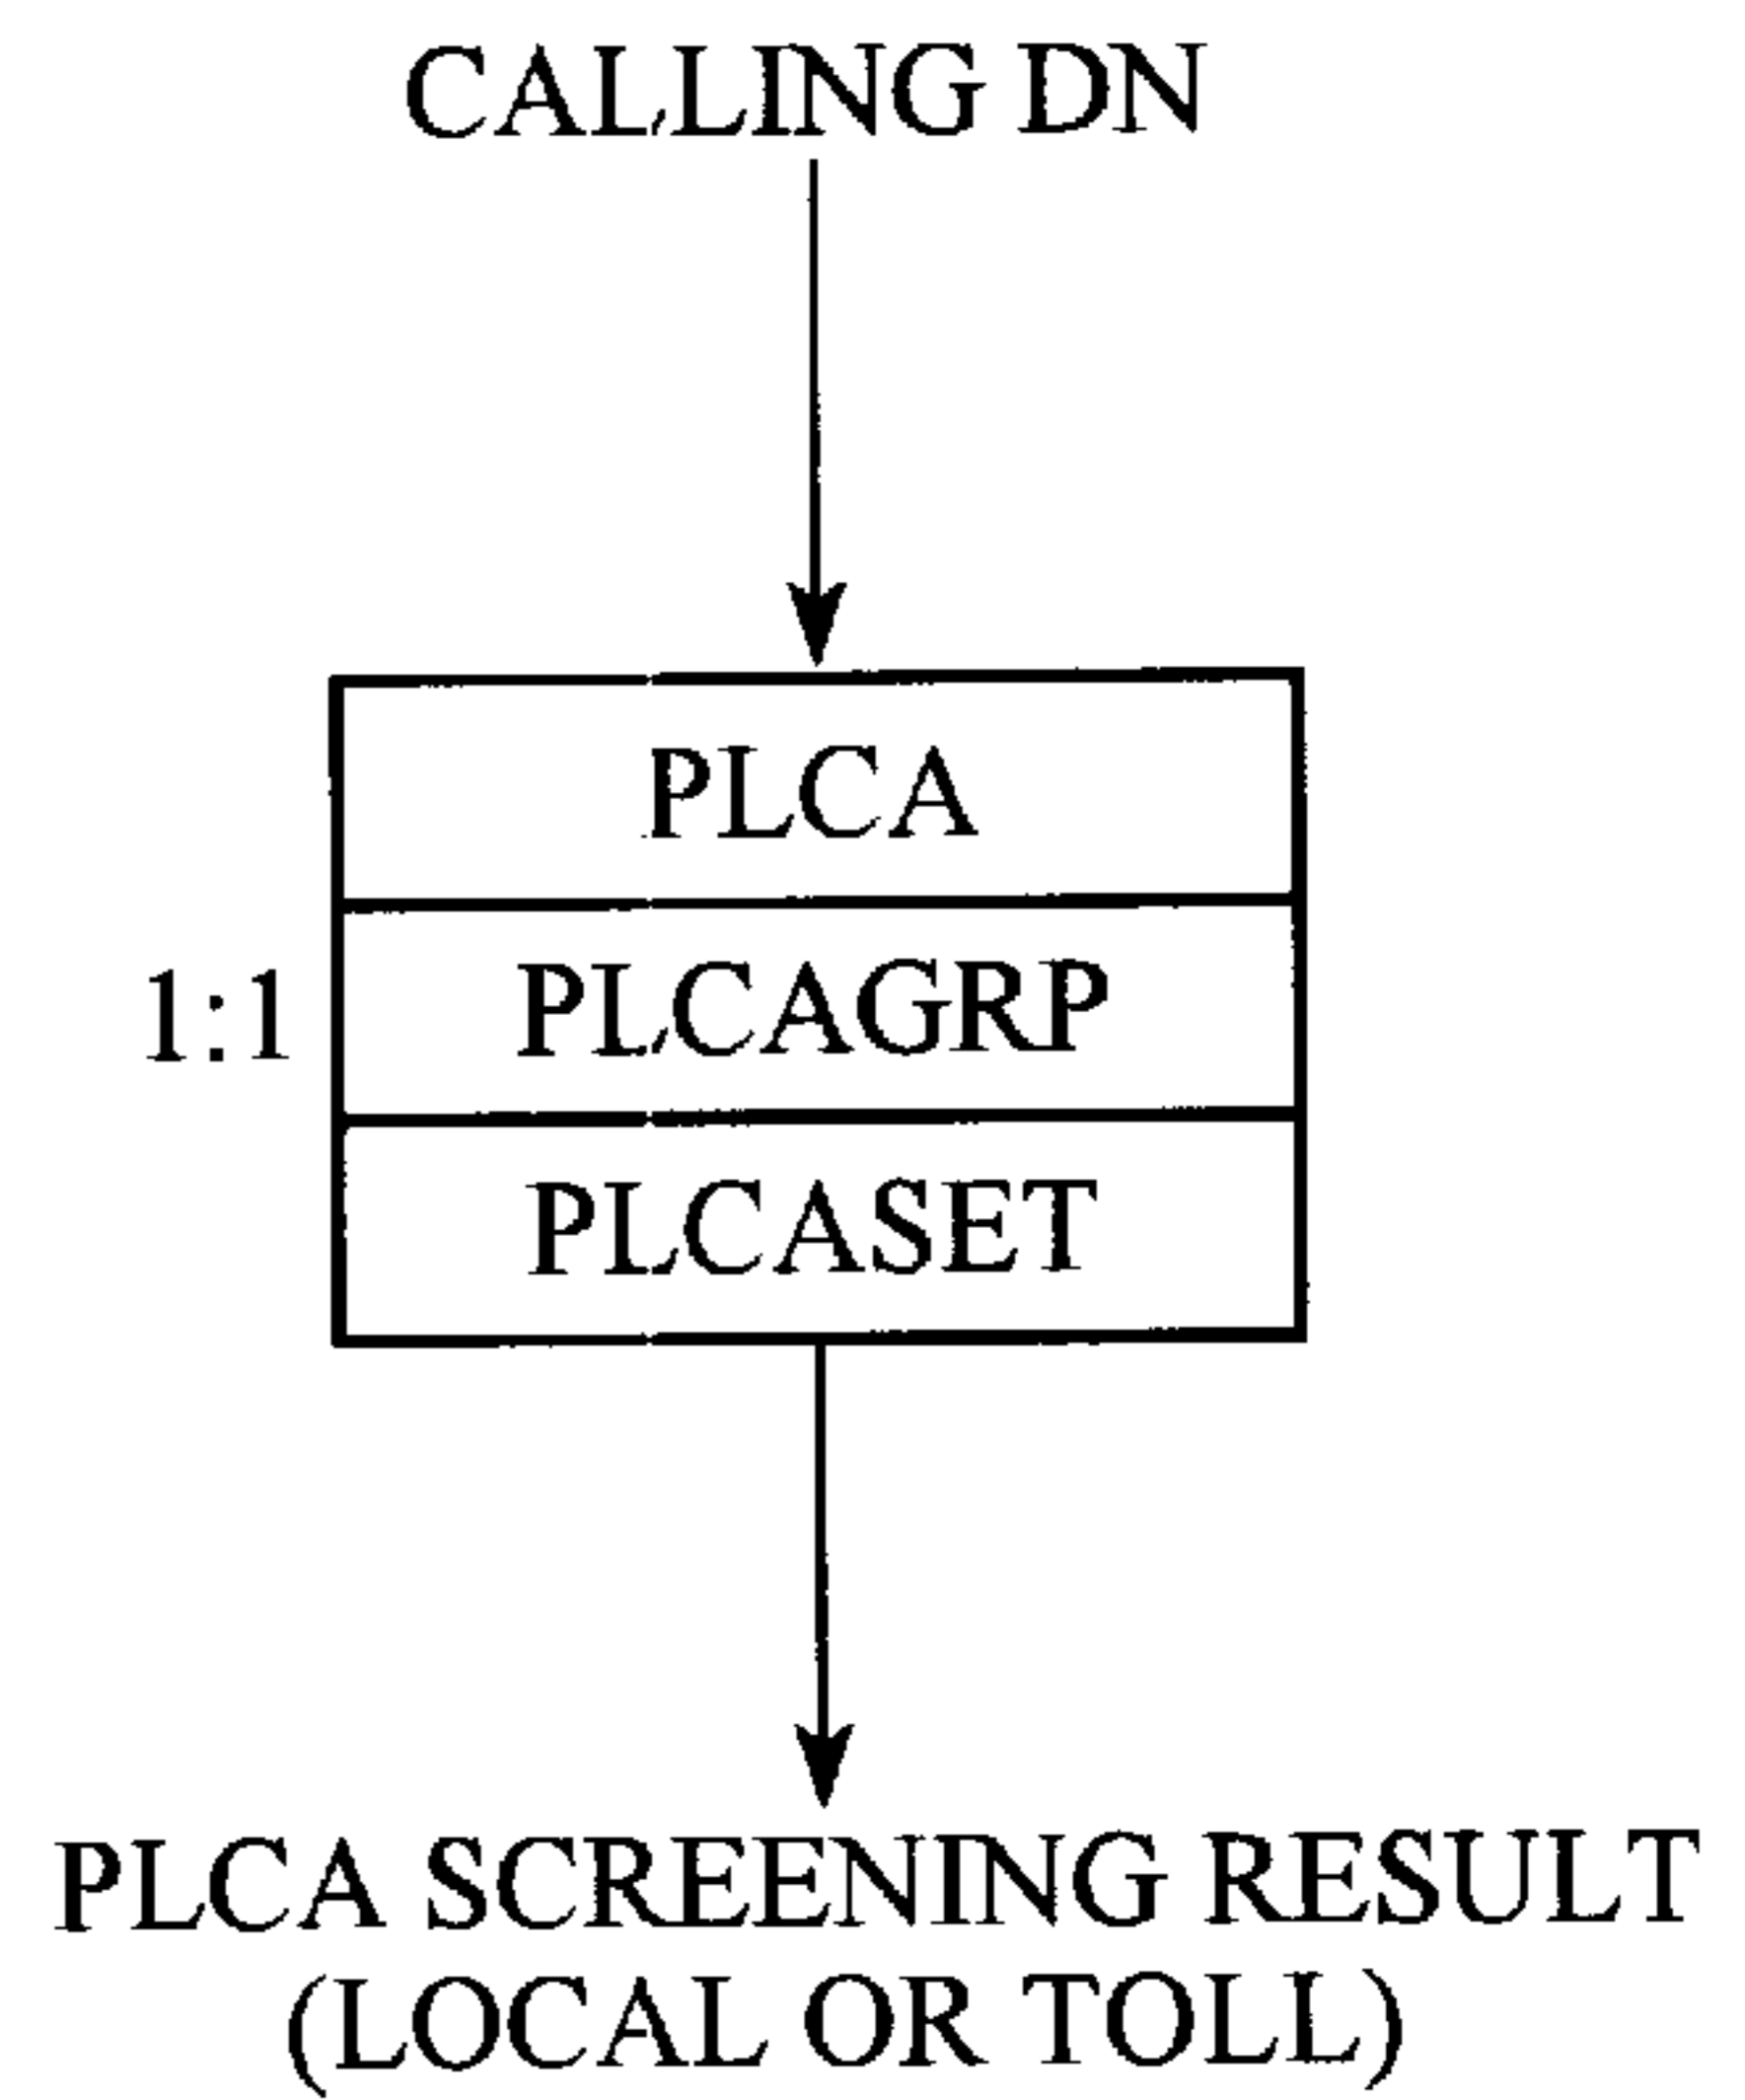 CALLING DN
PLCA
1:1 PLCAGRP
PLCASET
PLCA SCREENING RESULT
(LOCAL OR TOLL)